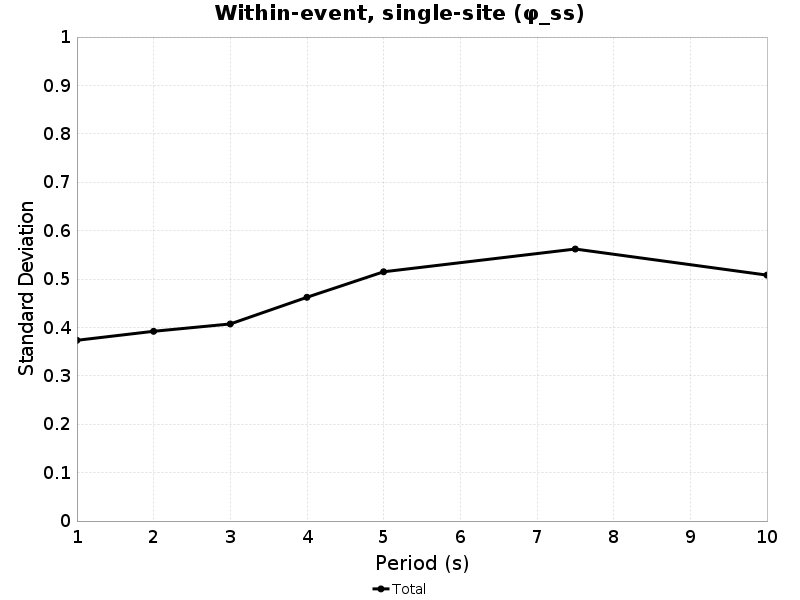 Within-event, single-site (φ_ss)
1
0.9
0.8
0.7
0.6
0.5
0.4
0.3
0.2
0.1
0
Standard Deviation
1 2 3 4 5 6 7 8 9 10
Period (s)
Total